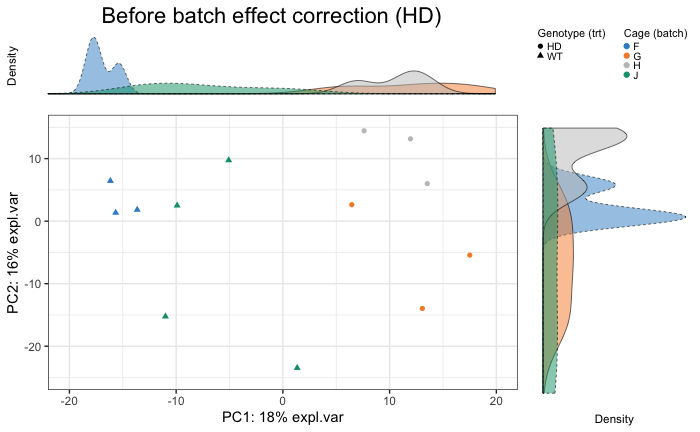 Before batch effect correction (HD)
Density
Genotype (trt)
HD
WT
Cage (batch)
F
G
H
J
PC2: 16% expl.var
10
0
-10
-20
-20
-10
0
10
20
PC1: 18% expl.var
Density